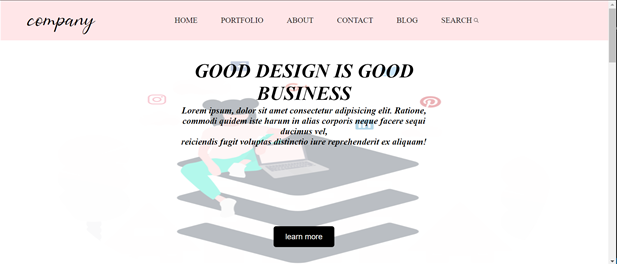 company HOME PORTFOLIO ABOUT CONTACT BLOG SEARCH
GOOD DESIGN IS GOOD
BUSINESS
Lorem ipsum, dolor sit amet consectetur adipisicing elit. Ratione,
commodi quidem iste harum in alias corporis neque facere sequi
ducimus vel,
reiciendis fugit voluptas distinctio iure reprehenderit ex aliquam!
learn more